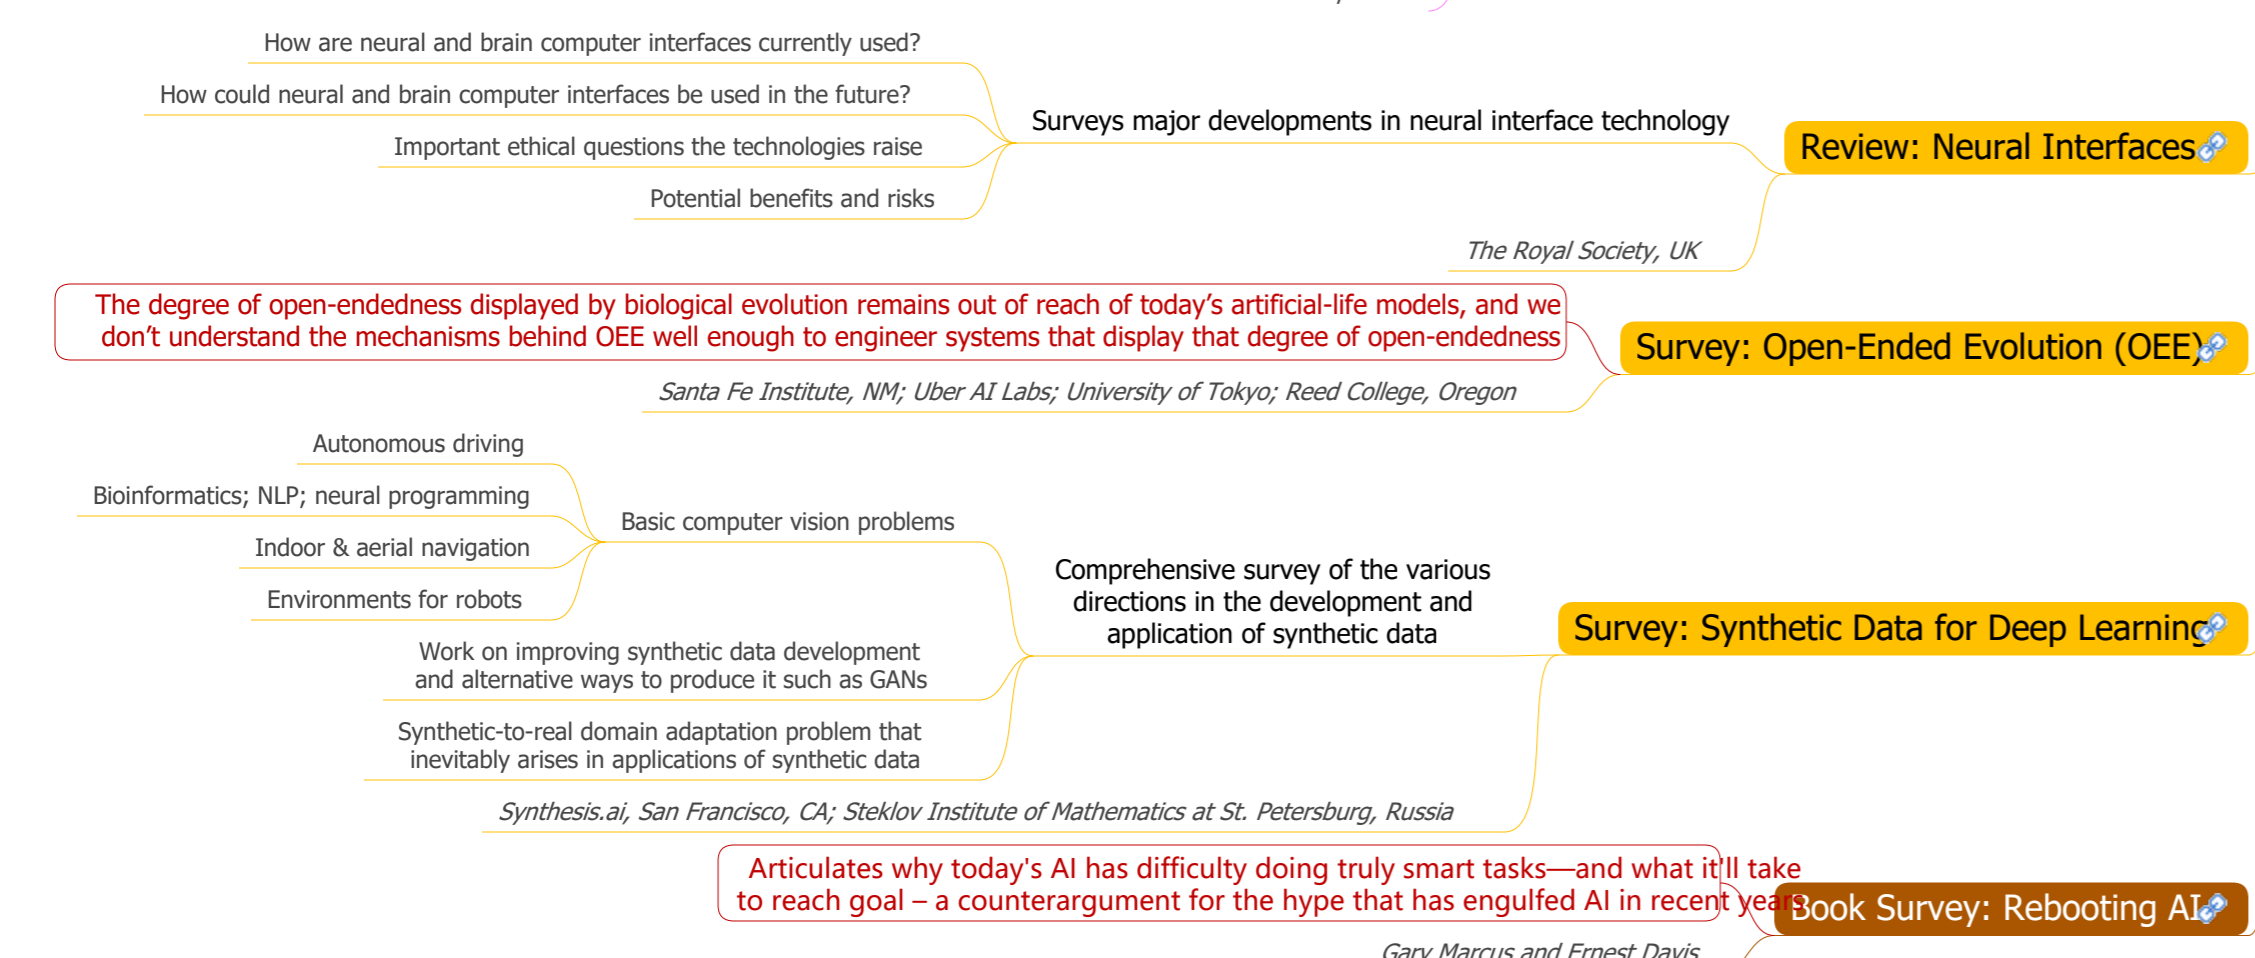 How are neural and brain computer interfaces currently used?
How could neural and brain computer interfaces be used in the future?
Important ethical questions the technologies raise
Potential benefits and risks
Surveys major developments in neural interface technology
Review: Neural Interfaces
The Royal Society, UK
The degree of open-endedness displayed by biological evolution remains out of reach of today’s artificial-life models, and we
don’t understand the mechanisms behind OEE well enough to engineer systems that display that degree of open-endedness
Survey: Open-Ended Evolution (OEE)
Santa Fe Institute, NM; Uber AI Labs; University of Tokyo; Reed College, Oregon
Autonomous driving
Bioinformatics; NLP; neural programming
Indoor & aerial navigation
Environments for robots
Basic computer vision problems
Work on improving synthetic data development
and alternative ways to produce it such as GANs
Synthetic-to-real domain adaptation problem that
inevitably arises in applications of synthetic data
Comprehensive survey of the various
directions in the development and
application of synthetic data
Survey: Synthetic Data for Deep Learning
Synthesis.ai, San Francisco, CA; Steklov Institute of Mathematics at St. Petersburg, Russia
Articulates why today's AI has difficulty doing truly smart tasks—and what it'll take
to reach goal – a counterargument for the hype that has engulfed AI in recent years
Book Survey: Rebooting AI
Gary Marcus and Ernest Davis